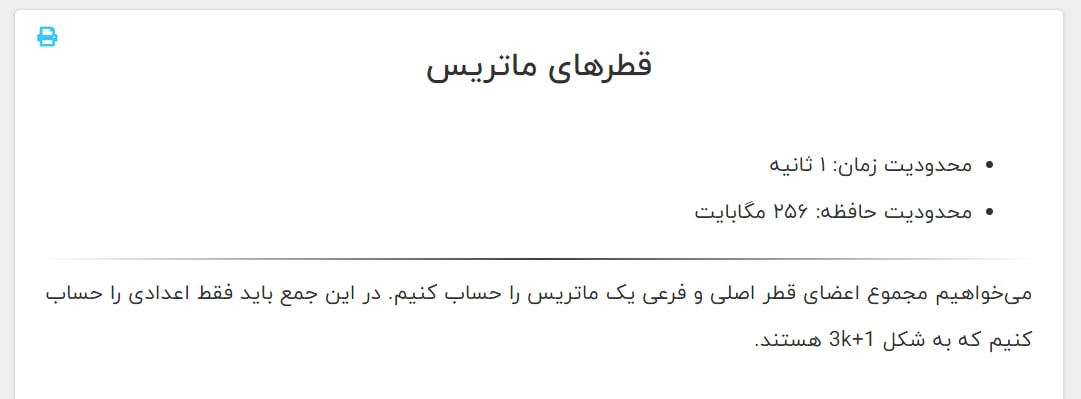 قطرهای ماتریس
محدودیت زمان: ۱ ثانیه
محدودیت حافظه: ۲۵۶ مگابایت
می‌خواهیم مجموع اعضای قطر اصلی و فرعی یک ماتریس را حساب کنیم. در این جمع باید فقط اعدادی را حساب
کنیم که به شکل 3k+1 هستند.